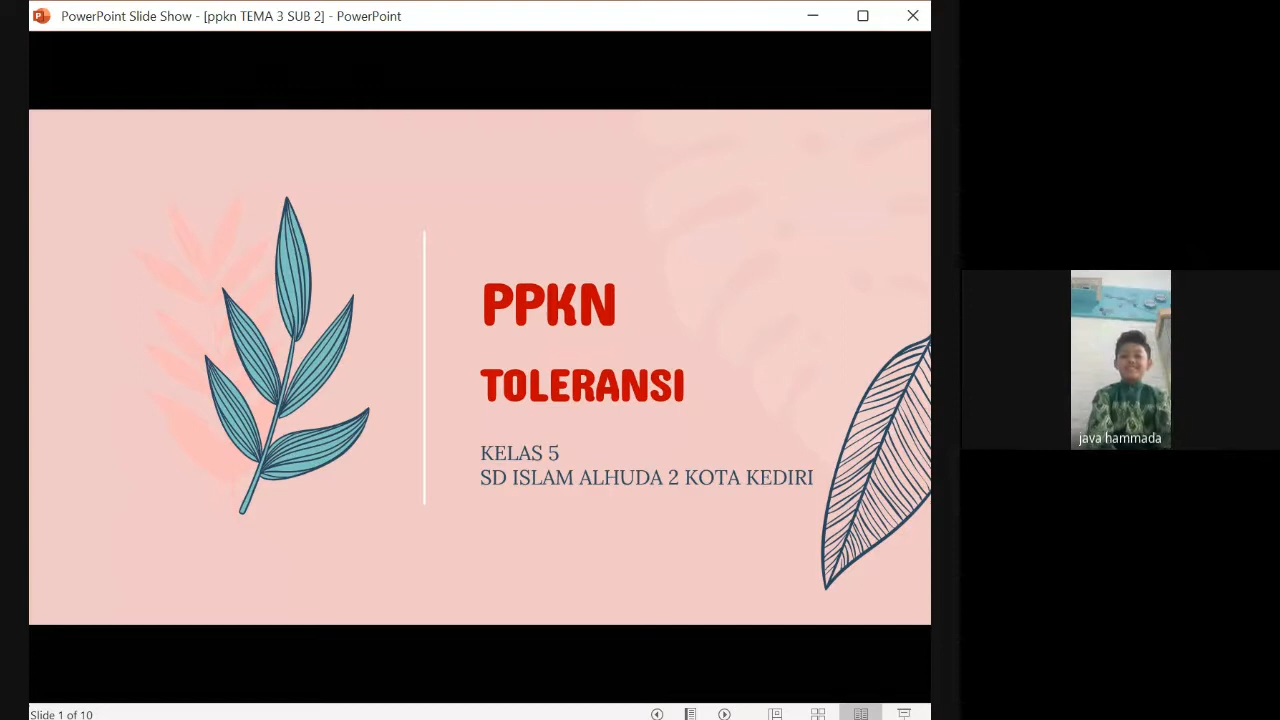 PowerPoint Slide Show - [ppkn TEMA 3 SUB 2] - PowerPoint
PPKN
TOLERANSI
KELAS 5
SD ISLAM ALHUDA 2 KOTA KEDIRI
java hammada
Slide 1 of 10